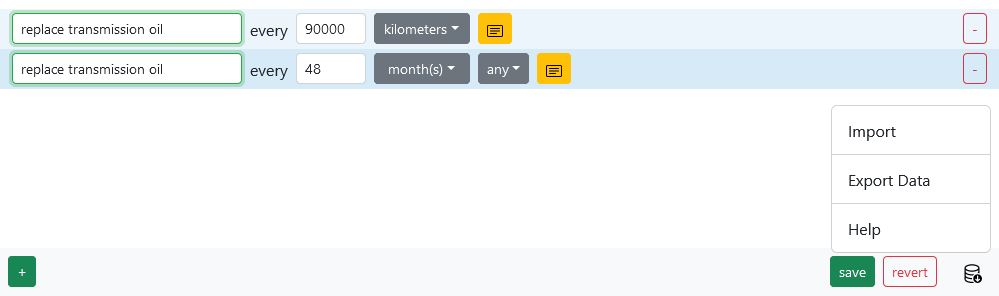 replace transmission oil every 90000 kilometers -
replace transmission oil every 48 month(s) any -
Import
Export Data
Help
+ save revert